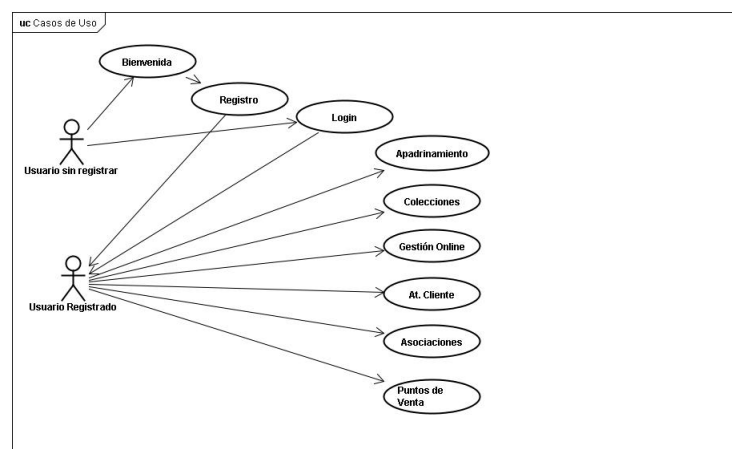 uc Casos de Uso
Bienvenida
Registro
Login
Usuario sin registrar
Apadrinamiento
Colecciones
Gestión Online
Usuario Registrado
At. Cliente
Asociaciones
Puntos de
Venta